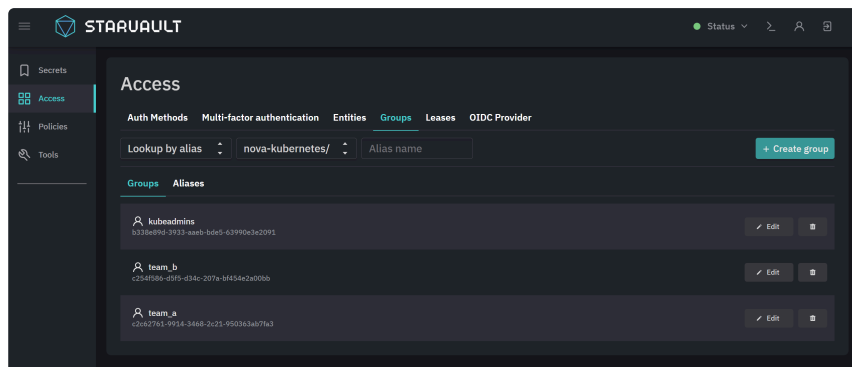 STARVAULT
Status
Secrets
Access
Policies
Tools
Access
Auth Methods Multi-factor authentication Entities Groups Leases OIDC Provider
Lookup by alias nova-kubernetes/ Alias name + Create group
Groups Aliases
kubeadmins
b338e89d-3933-aaeb-bde5-63990e3e2091
Edit
team_b
c254f586-d5f5-d34c-207a-bf454e2a00bb
Edit
team_a
c2c62761-9914-3468-2c21-950363ab7fa3
Edit